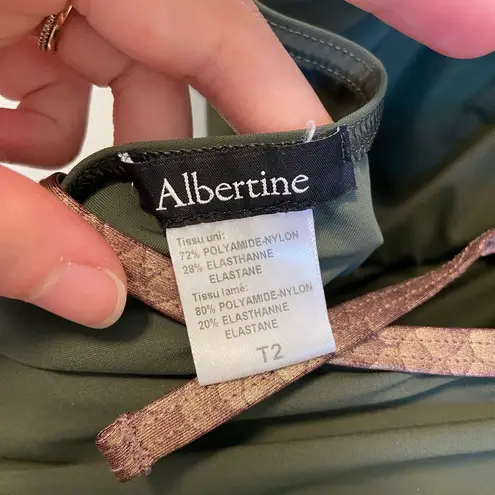 Albertine
Tissu uni:
72% POLYAMIDE-NYLON
28% ELASTHANNE
ELASTANE
Tissu lamé:
80% POLYAMIDE-NYLON
20% ELASTHANNE
ELASTANE
T2